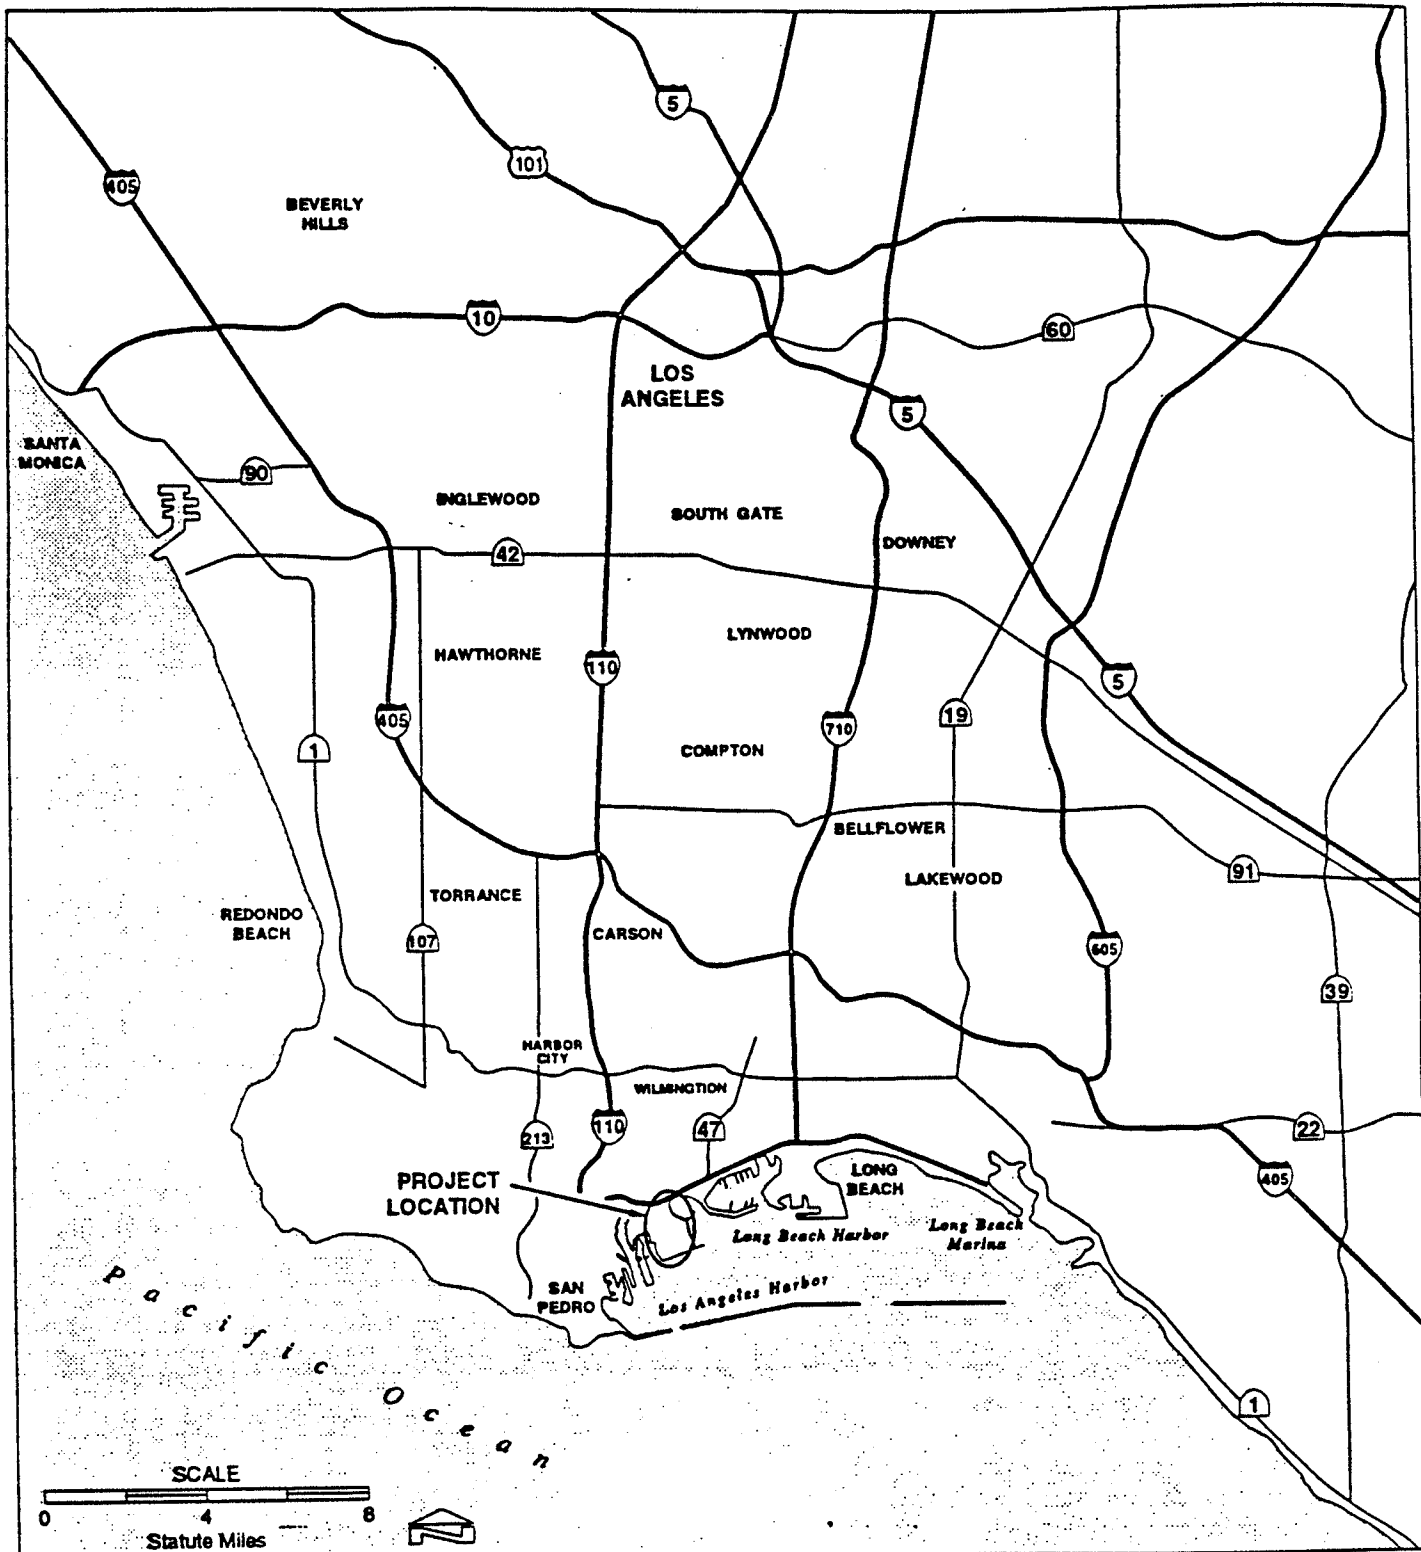 5
101
405
BEVERLY
HILLS
10
60
LOS
ANGELES
5
SANTA
MONICA
90
INGLEWOOD
SOUTH GATE
DOWNEY
42
LYNWOOD
HAWTHORNE
110
5
405
19
710
1
COMPTON
BELLFLOWER
91
LAKEWOOD
TORRANCE
REDONDO
BEACH
107
CARSON
605
39
HARBOR
CITY
WILMINGTION
110
213
47
22
PROJECT
LOCATION
LONG
BEACH
405
Long Beach Harbor
Long Beach
Marina
SAN
PEDRO
Los Angeles Harbor
Pacific Ocean
1
SCALE
0 4 8
Statute Miles
N